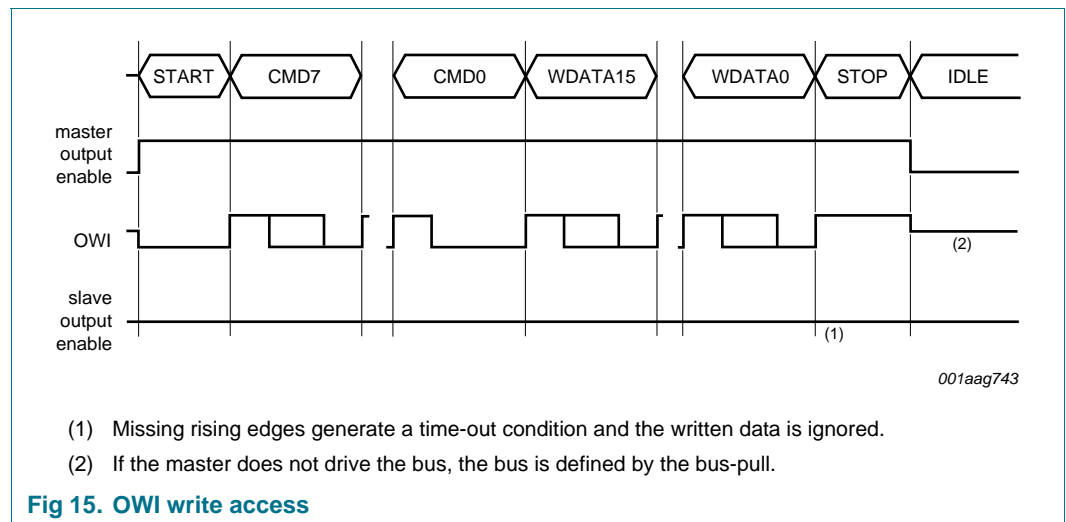 START CMD7 CMD0 WDATA15 WDATA0 STOP IDLE
master
output
enable
OWI
(2)
slave
output
enable
(1)
001aag743
(1) Missing rising edges generate a time-out condition and the written data is ignored.
(2) If the master does not drive the bus, the bus is defined by the bus-pull.
Fig 15. OWI write access